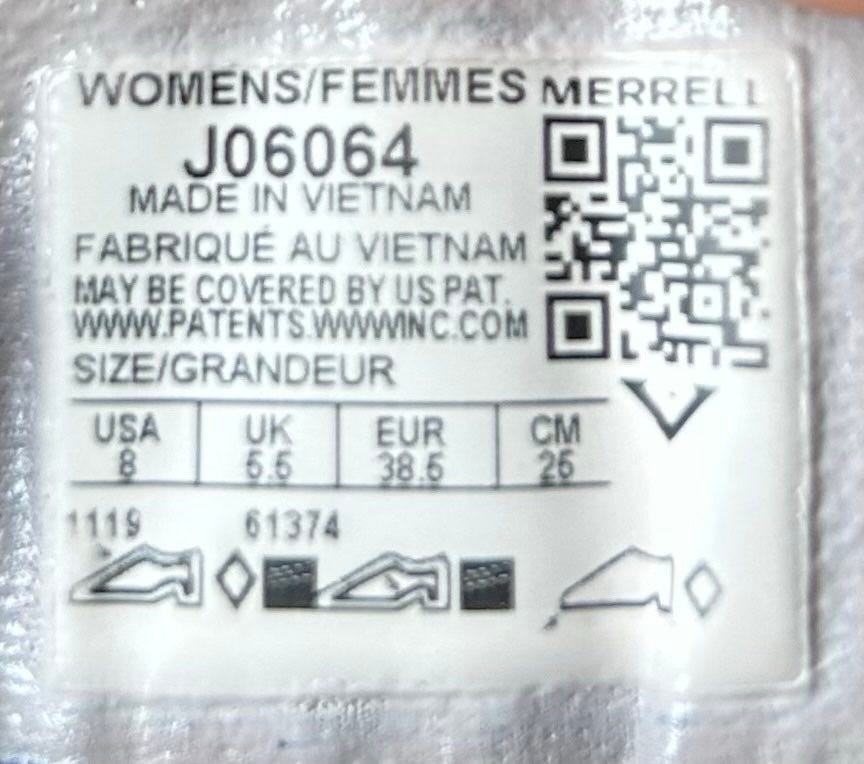 WOMENS/FEMMES MERRELL
J06064
MADE IN VIETNAM
FABRIQUÉ AU VIETNAM
MAY BE COVERED BY US PAT.
WWW.PATENTS.WWWINC.COM
SIZE/GRANDEUR
USA UK EUR CM
8 5.5 38.5 25
1119 61374